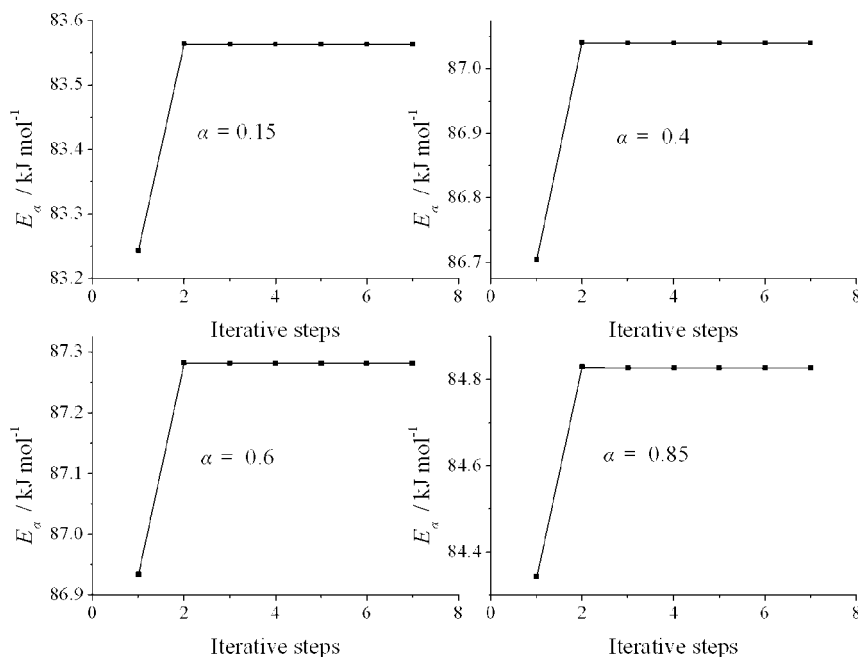 83.6
83.5
83.4
83.3
83.2
E_α / kJ mol⁻¹
α = 0.15
0 2 4 6 8
Iterative steps
87.0
86.9
86.8
86.7
E_α / kJ mol⁻¹
α = 0.4
0 2 4 6 8
Iterative steps
87.3
87.2
87.1
87.0
86.9
E_α / kJ mol⁻¹
α = 0.6
0 2 4 6 8
Iterative steps
84.8
84.6
84.4
E_α / kJ mol⁻¹
α = 0.85
0 2 4 6 8
Iterative steps